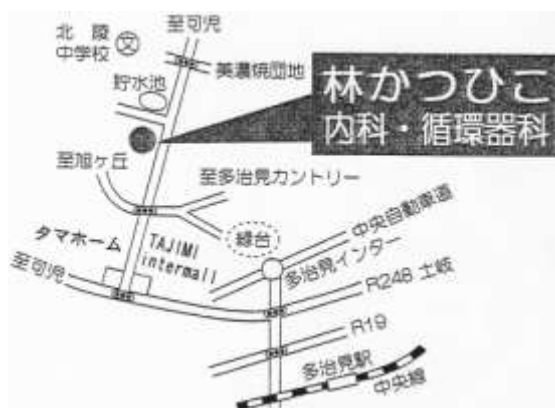 至可児
北陵
中学校
文
美濃焼団地
林かつひこ
内科・循環器科
貯水池
至旭ヶ丘
至多治見カントリー
緑台
中央自動車道
タマホーム
TAJIMI
intermall
多治見インター
至可児
R248 土岐
R19
多治見駅
中央線